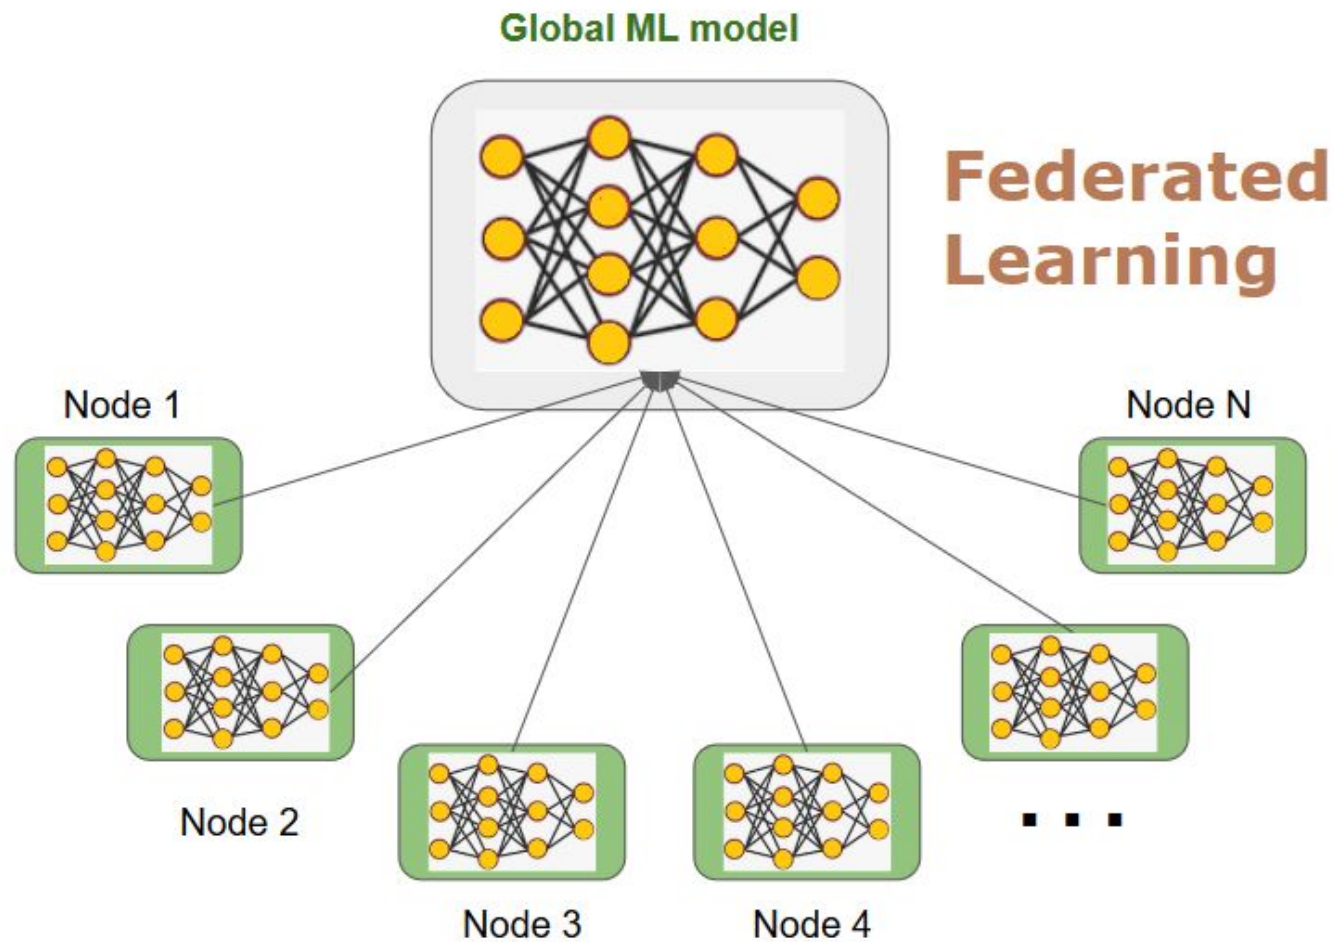 Global ML model
Federated
Learning
Node 1
Node N
Node 2
...
Node 3
Node 4